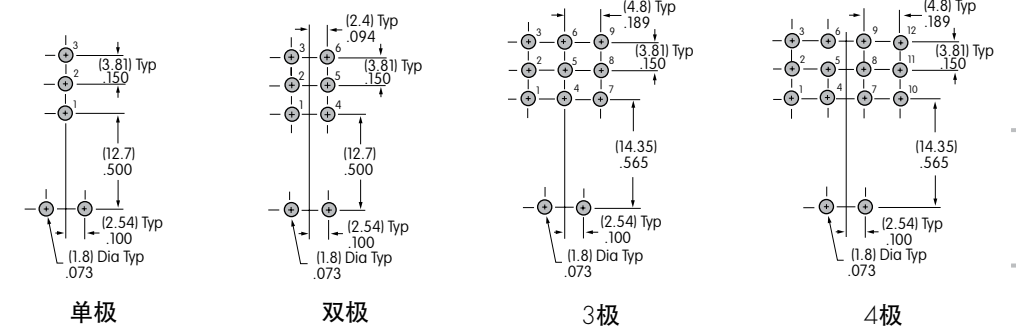 3
2
1
(3.81) Typ
.150
(12.7)
.500
(2.54) Typ
.100
(1.8) Dia Typ
.073
单极
(2.4) Typ
.094
3 6
2 5
1 4
(3.81) Typ
.150
(12.7)
.500
(2.54) Typ
.100
(1.8) Dia Typ
.073
双极
(4.8) Typ
.189
3 6 9
2 5 8
1 4 7
(3.81) Typ
.150
(14.35)
.565
(2.54) Typ
.100
(1.8) Dia Typ
.073
3极
(4.8) Typ
.189
3 6 9 12
2 5 8 11
1 4 7 10
(3.81) Typ
.150
(14.35)
.565
(2.54) Typ
.100
(1.8) Dia Typ
.073
4极